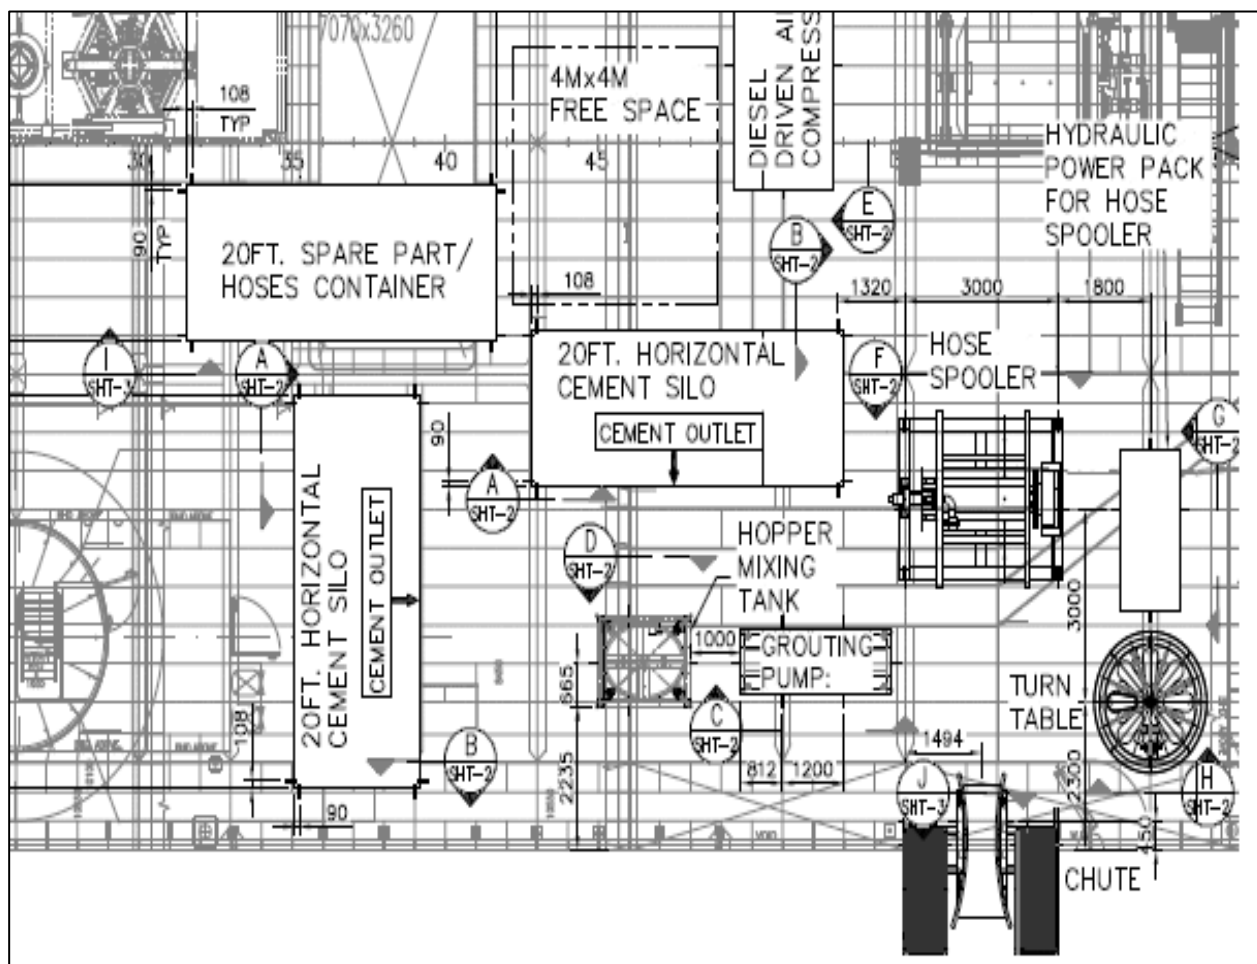 7070x3260
108
TYP
4Mx4M
FREE SPACE
DIESEL
DRIVEN AI
COMPRESS
HYDRAULIC
POWER PACK
FOR HOSE
SPOOLER
30
35
40
45
E
SHT-2
B
SHT-2
90
TYP
20FT. SPARE PART/
HOSES CONTAINER
108
1320
3000
1800
I
SHT-3
A
SHT-2
20FT. HORIZONTAL
CEMENT SILO
CEMENT OUTLET
F
SHT-2
HOSE
SPOOLER
G
SHT-2
90
A
SHT-2
20FT. HORIZONTAL
CEMENT SILO
CEMENT OUTLET
D
SHT-2
HOPPER
MIXING
TANK
3000
1000
GROUTING
PUMP:
665
TURN
TABLE
C
SHT-2
108
B
SHT-2
1494
2235
812
1200
J
SHT-3
2300
H
SHT-2
90
VOID
450
CHUTE